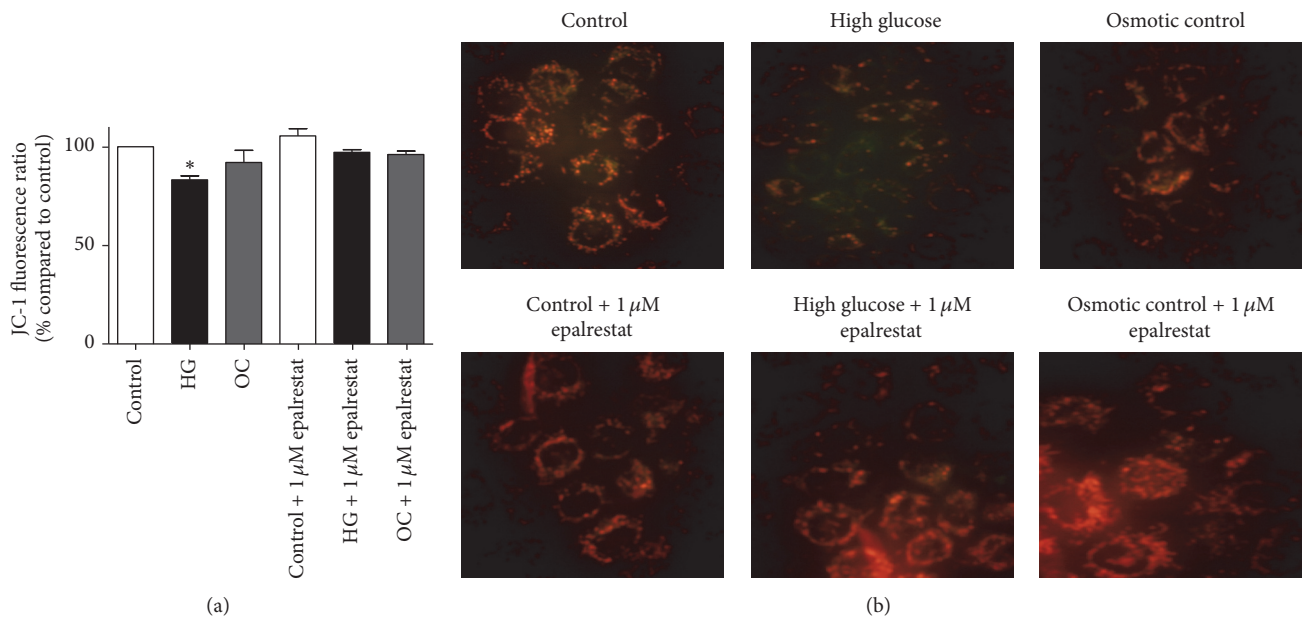 JC-1 fluorescence ratio
(% compared to control)
100
50
0
*
Control
HG
OC
Control + 1 μM epalrestat
HG + 1 μM epalrestat
OC + 1 μM epalrestat
(a)
Control
High glucose
Osmotic control
Control + 1 μM
epalrestat
High glucose + 1 μM
epalrestat
Osmotic control + 1 μM
epalrestat
(b)